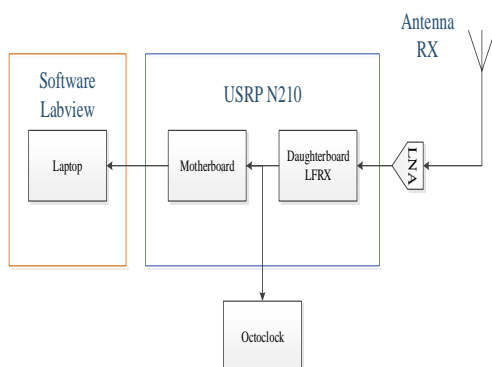 Antenna
RX
Software
Labview
USRP N210
Laptop
Motherboard
Daughterboard
LFRX
LNA
Octoclock